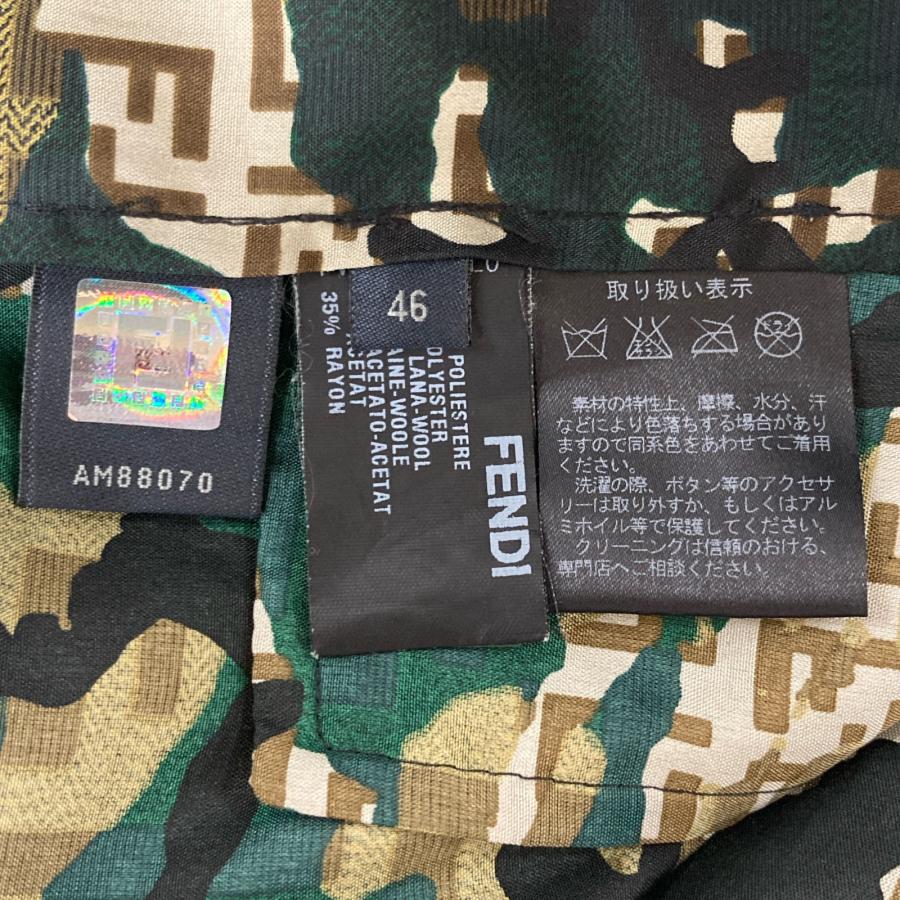 AM88070
46
FENDI
POLIESTERE
OLYESTER
LANA-WOOL
AINE-WOOLE
ACETATO-ACETAT
CETAT
35% RAYON
取り扱い表示
素材の特性上、摩擦、水分、汗
などにより色落ちする場合があり
ますので同系色をあわせてご着用
ください。
洗濯の際、ボタン等のアクセサ
リーは取り外すか、もしくはアル
ミホイル等で保護してください。
クリーニングは信頼のおける、
専門店へご相談ください。